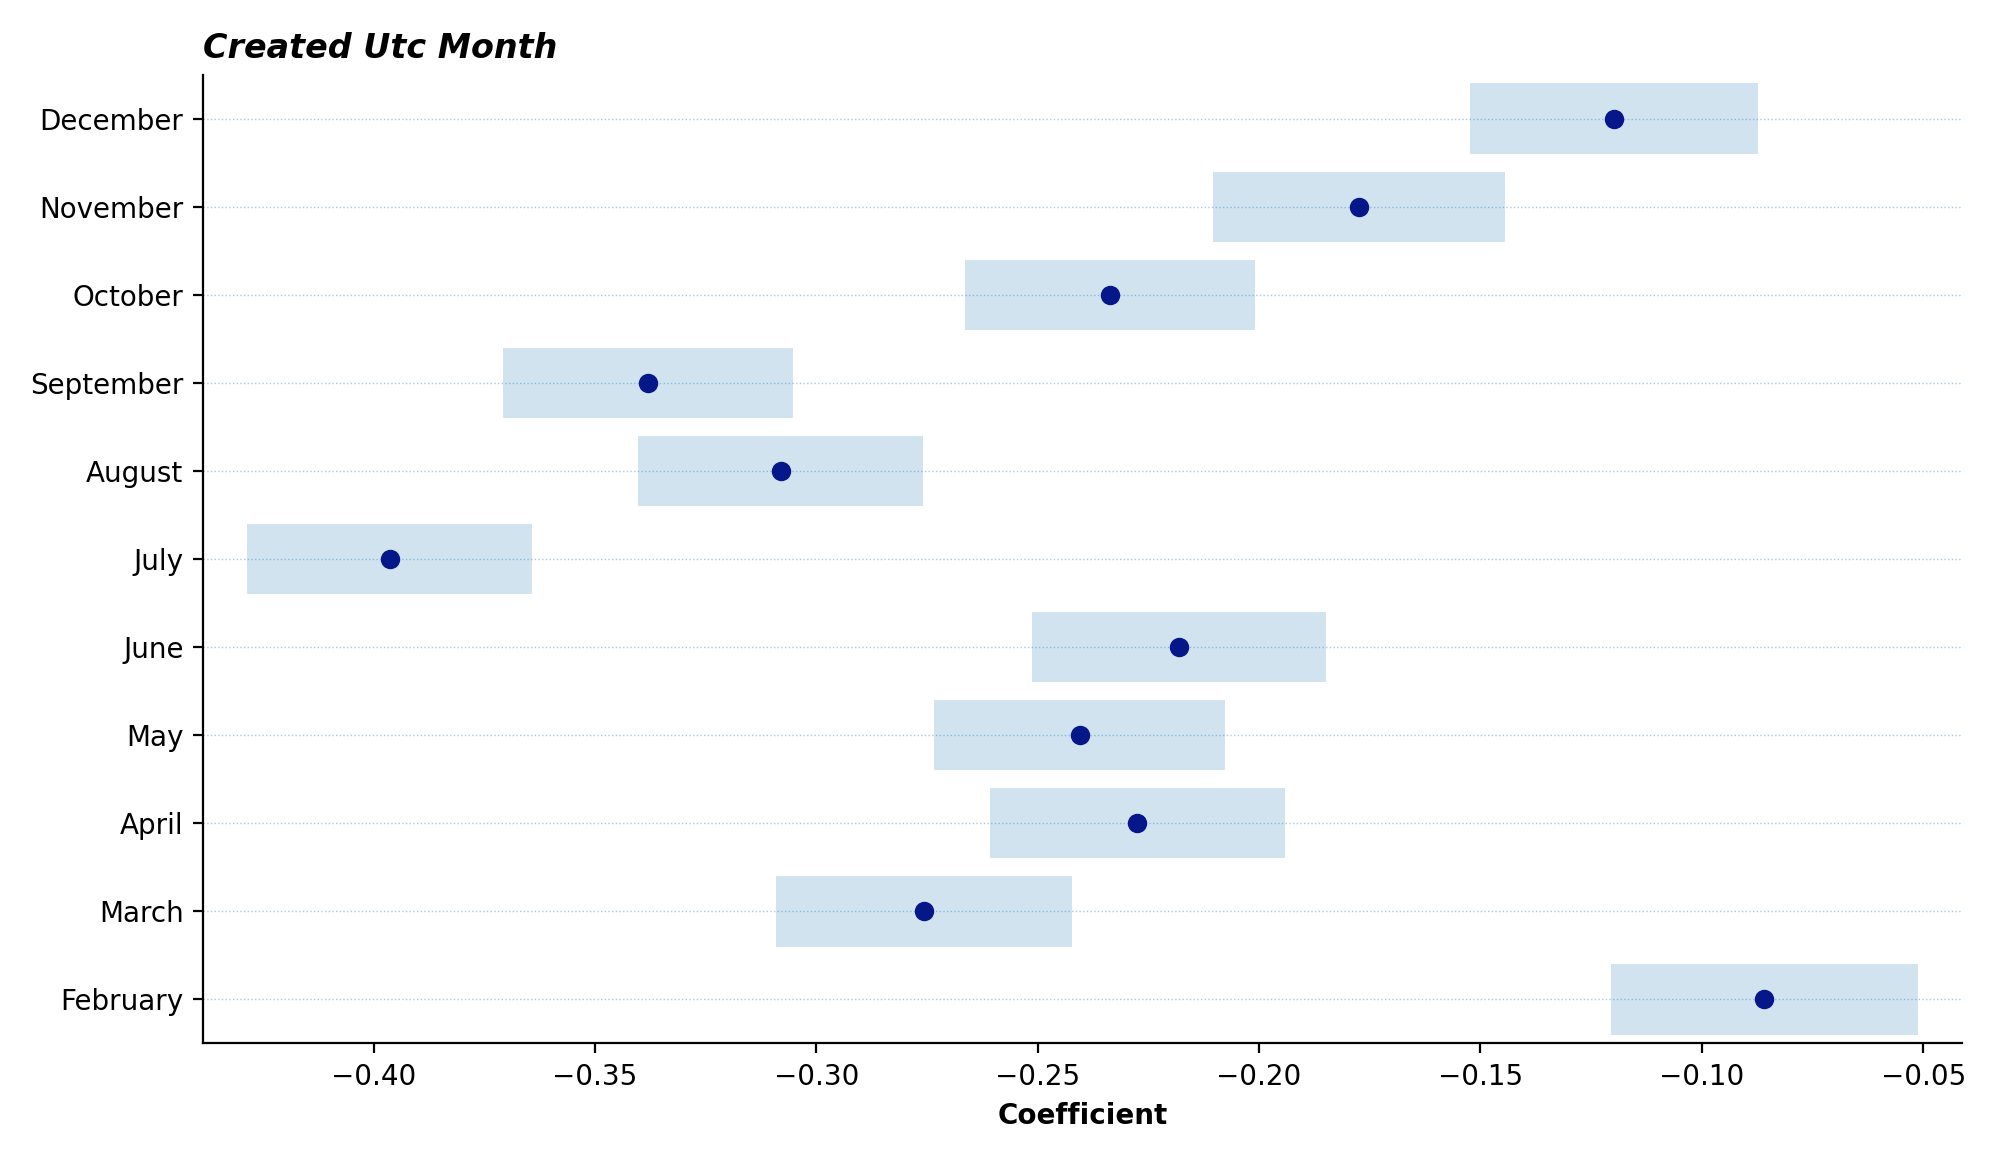 Created Utc Month
December
November
October
September
August
July
June
May
April
March
February
−0.40 −0.35 −0.30 −0.25 −0.20 −0.15 −0.10 −0.05
Coefficient